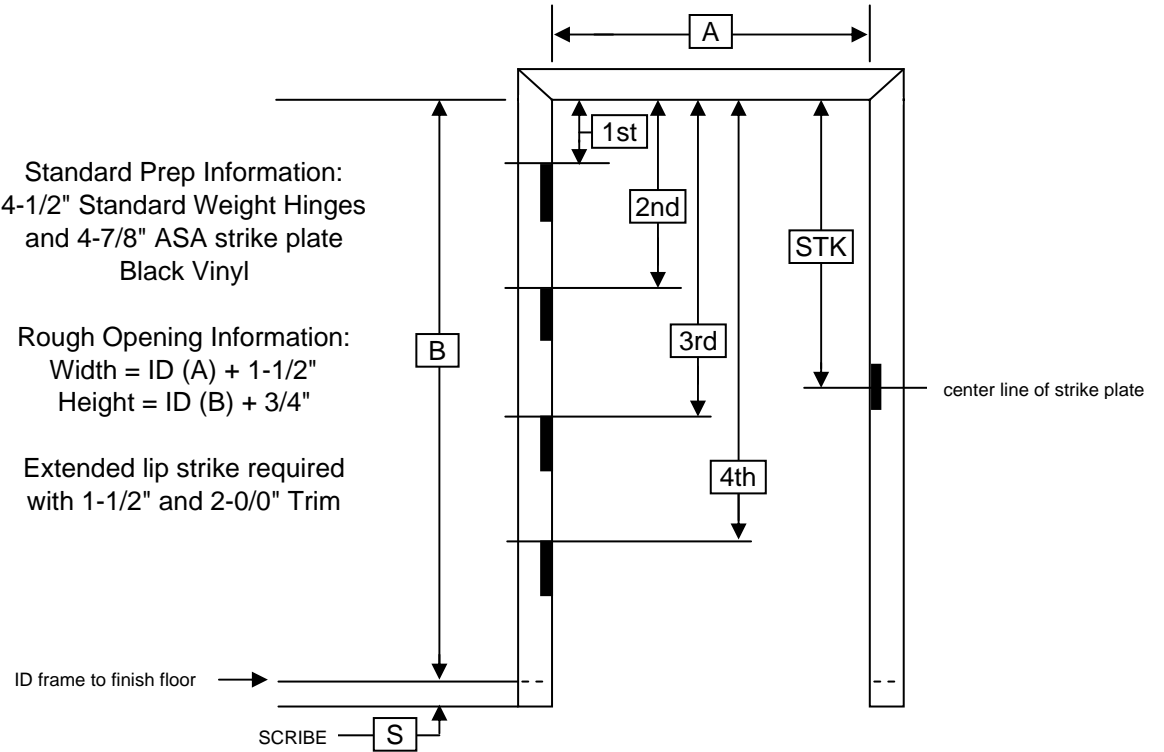 A
1st
Standard Prep Information:
4-1/2" Standard Weight Hinges
and 4-7/8" ASA strike plate
Black Vinyl
2nd
STK
Rough Opening Information:
Width = ID (A) + 1-1/2"
Height = ID (B) + 3/4"
B
3rd
center line of strike plate
Extended lip strike required
with 1-1/2" and 2-0/0" Trim
4th
ID frame to finish floor
SCRIBE S